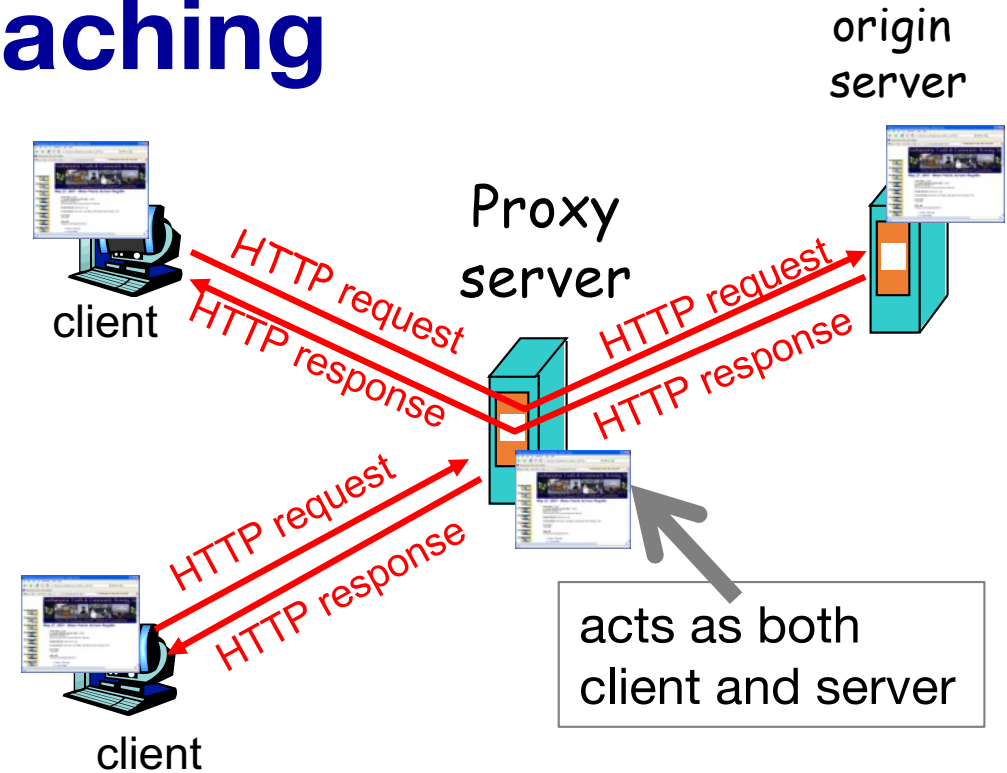 aching
origin
server
Proxy
server
client
HTTP request
HTTP response
HTTP request
HTTP response
HTTP request
HTTP response
client
acts as both
client and server